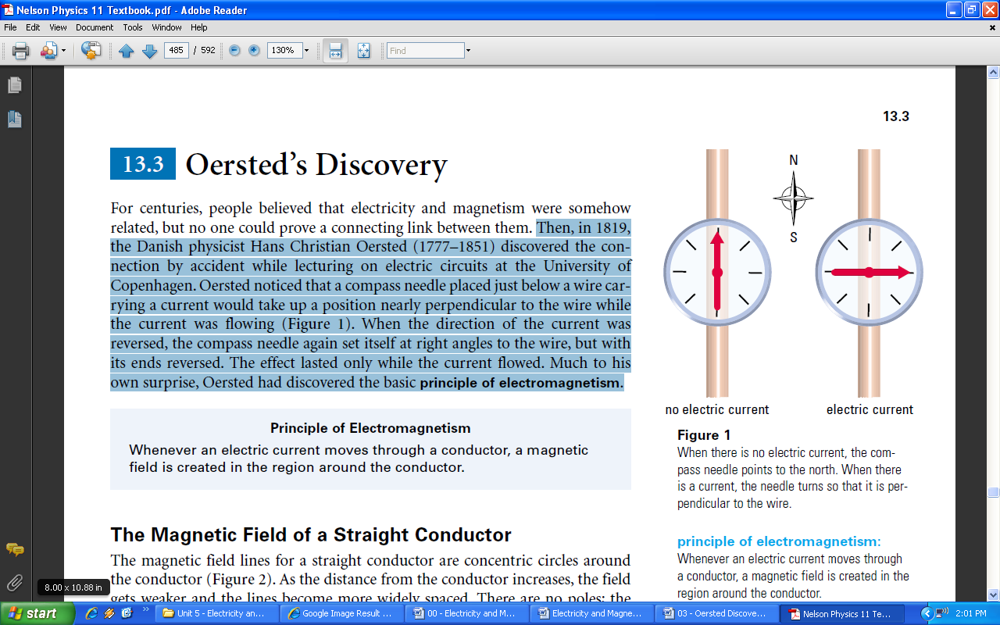 Nelson Physics 11 Textbook.pdf - Adobe Reader
File Edit View Document Tools Window Help
485 / 592 130% Find
13.3
13.3 Oersted's Discovery
For centuries, people believed that electricity and magnetism were somehow
related, but no one could prove a connecting link between them. Then, in 1819,
the Danish physicist Hans Christian Oersted (1777–1851) discovered the con-
nection by accident while lecturing on electric circuits at the University of
Copenhagen. Oersted noticed that a compass needle placed just below a wire car-
rying a current would take up a position nearly perpendicular to the wire while
the current was flowing (Figure 1). When the direction of the current was
reversed, the compass needle again set itself at right angles to the wire, but with
its ends reversed. The effect lasted only while the current flowed. Much to his
own surprise, Oersted had discovered the basic principle of electromagnetism.
Principle of Electromagnetism
Whenever an electric current moves through a conductor, a magnetic
field is created in the region around the conductor.
The Magnetic Field of a Straight Conductor
The magnetic field lines for a straight conductor are concentric circles around
the conductor (Figure 2). As the distance from the conductor increases, the field
gets weaker and the lines become more widely spaced. There are no poles; the
N
S
no electric current
electric current
Figure 1
When there is no electric current, the com-
pass needle points to the north. When there
is a current, the needle turns so that it is per-
pendicular to the wire.
principle of electromagnetism:
Whenever an electric current moves through
a conductor, a magnetic field is created in the
region around the conductor.
8.00 x 10.88 in
start
Unit 5 - Electricity an...
Google Image Result ...
00 - Electricity and M...
Electricity and Magne...
03 - Oersted Discove...
Nelson Physics 11 Te...
2:01 PM